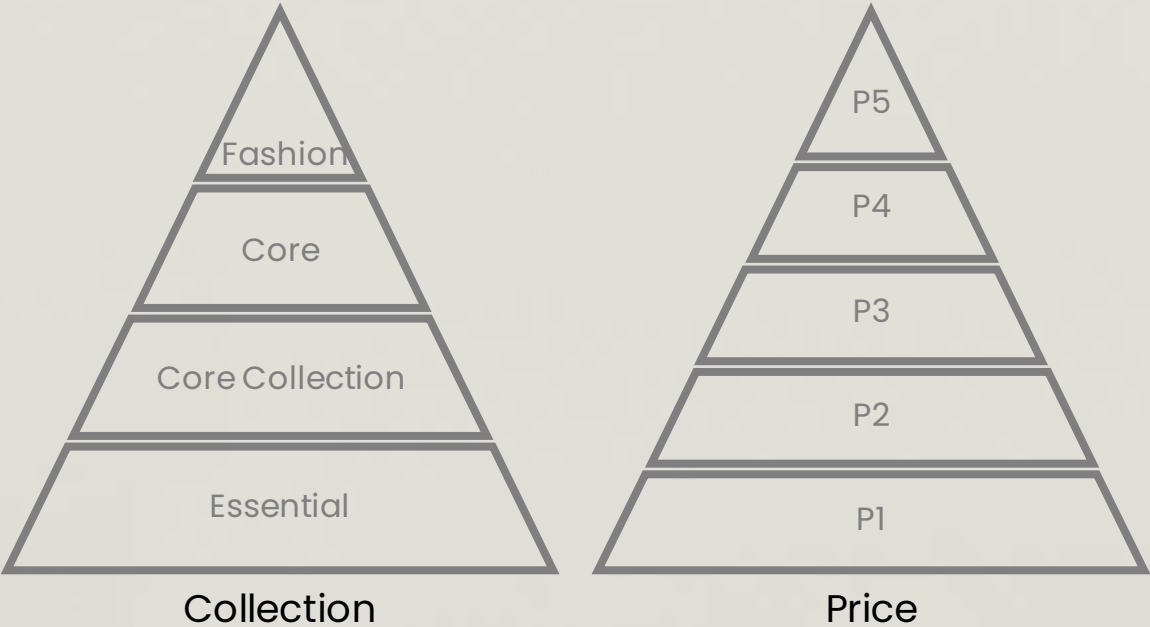 Fashion
Core
Core Collection
Essential
Collection
P5
P4
P3
P2
P1
Price